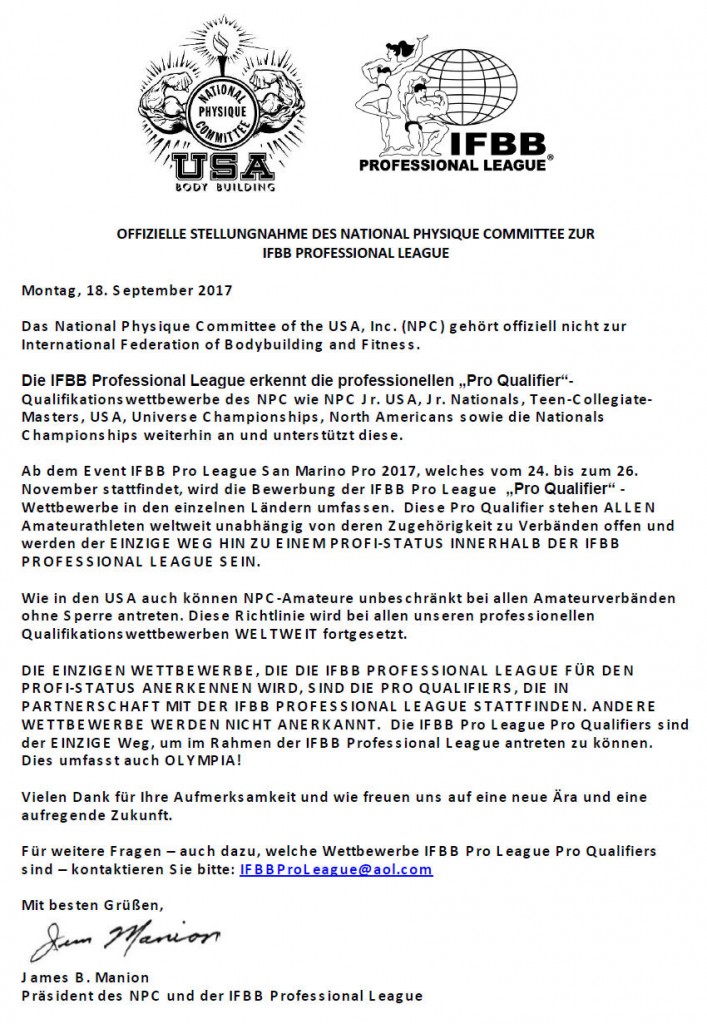 NATIONAL
PHYSIQUE
COMMITTEE
USA
BODY BUILDING
IFBB
PROFESSIONAL LEAGUE®
OFFIZIELLE STELLUNGNAHME DES NATIONAL PHYSIQUE COMMITTEE ZUR
IFBB PROFESSIONAL LEAGUE
Montag, 18. September 2017
Das National Physique Committee of the USA, Inc. (NPC) gehört offiziell nicht zur
International Federation of Bodybuilding and Fitness.
Die IFBB Professional League erkennt die professionellen „Pro Qualifier“-
Qualifikationswettbewerbe des NPC wie NPC Jr. USA, Jr. Nationals, Teen-Collegiate-
Masters, USA, Universe Championships, North Americans sowie die Nationals
Championships weiterhin an und unterstützt diese.
Ab dem Event IFBB Pro League San Marino Pro 2017, welches vom 24. bis zum 26.
November stattfindet, wird die Bewerbung der IFBB Pro League „Pro Qualifier“ -
Wettbewerbe in den einzelnen Ländern umfassen. Diese Pro Qualifier stehen ALLEN
Amateurathleten weltweit unabhängig von deren Zugehörigkeit zu Verbänden offen und
werden der EINZIGE WEG HIN ZU EINEM PROFI-STATUS INNERHALB DER IFBB
PROFESSIONAL LEAGUE SEIN.
Wie in den USA auch können NPC-Amateure unbeschränkt bei allen Amateurverbänden
ohne Sperre antreten. Diese Richtlinie wird bei allen unseren professionellen
Qualifikationswettbewerben WELTWEIT fortgesetzt.
DIE EINZIGEN WETTBEWERBE, DIE DIE IFBB PROFESSIONAL LEAGUE FÜR DEN
PROFI-STATUS ANERKENNEN WIRD, SIND DIE PRO QUALIFIERS, DIE IN
PARTNERSCHAFT MIT DER IFBB PROFESSIONAL LEAGUE STATTFINDEN. ANDERE
WETTBEWERBE WERDEN NICHT ANERKANNT. Die IFBB Pro League Pro Qualifiers sind
der EINZIGE Weg, um im Rahmen der IFBB Professional League antreten zu können.
Dies umfasst auch OLYMPIA!
Vielen Dank für Ihre Aufmerksamkeit und wie freuen uns auf eine neue Ära und eine
aufregende Zukunft.
Für weitere Fragen – auch dazu, welche Wettbewerbe IFBB Pro League Pro Qualifiers
sind – kontaktieren Sie bitte: IFBBProLeague@aol.com
Mit besten Grüßen,
Jim Manion
James B. Manion
Präsident des NPC und der IFBB Professional League